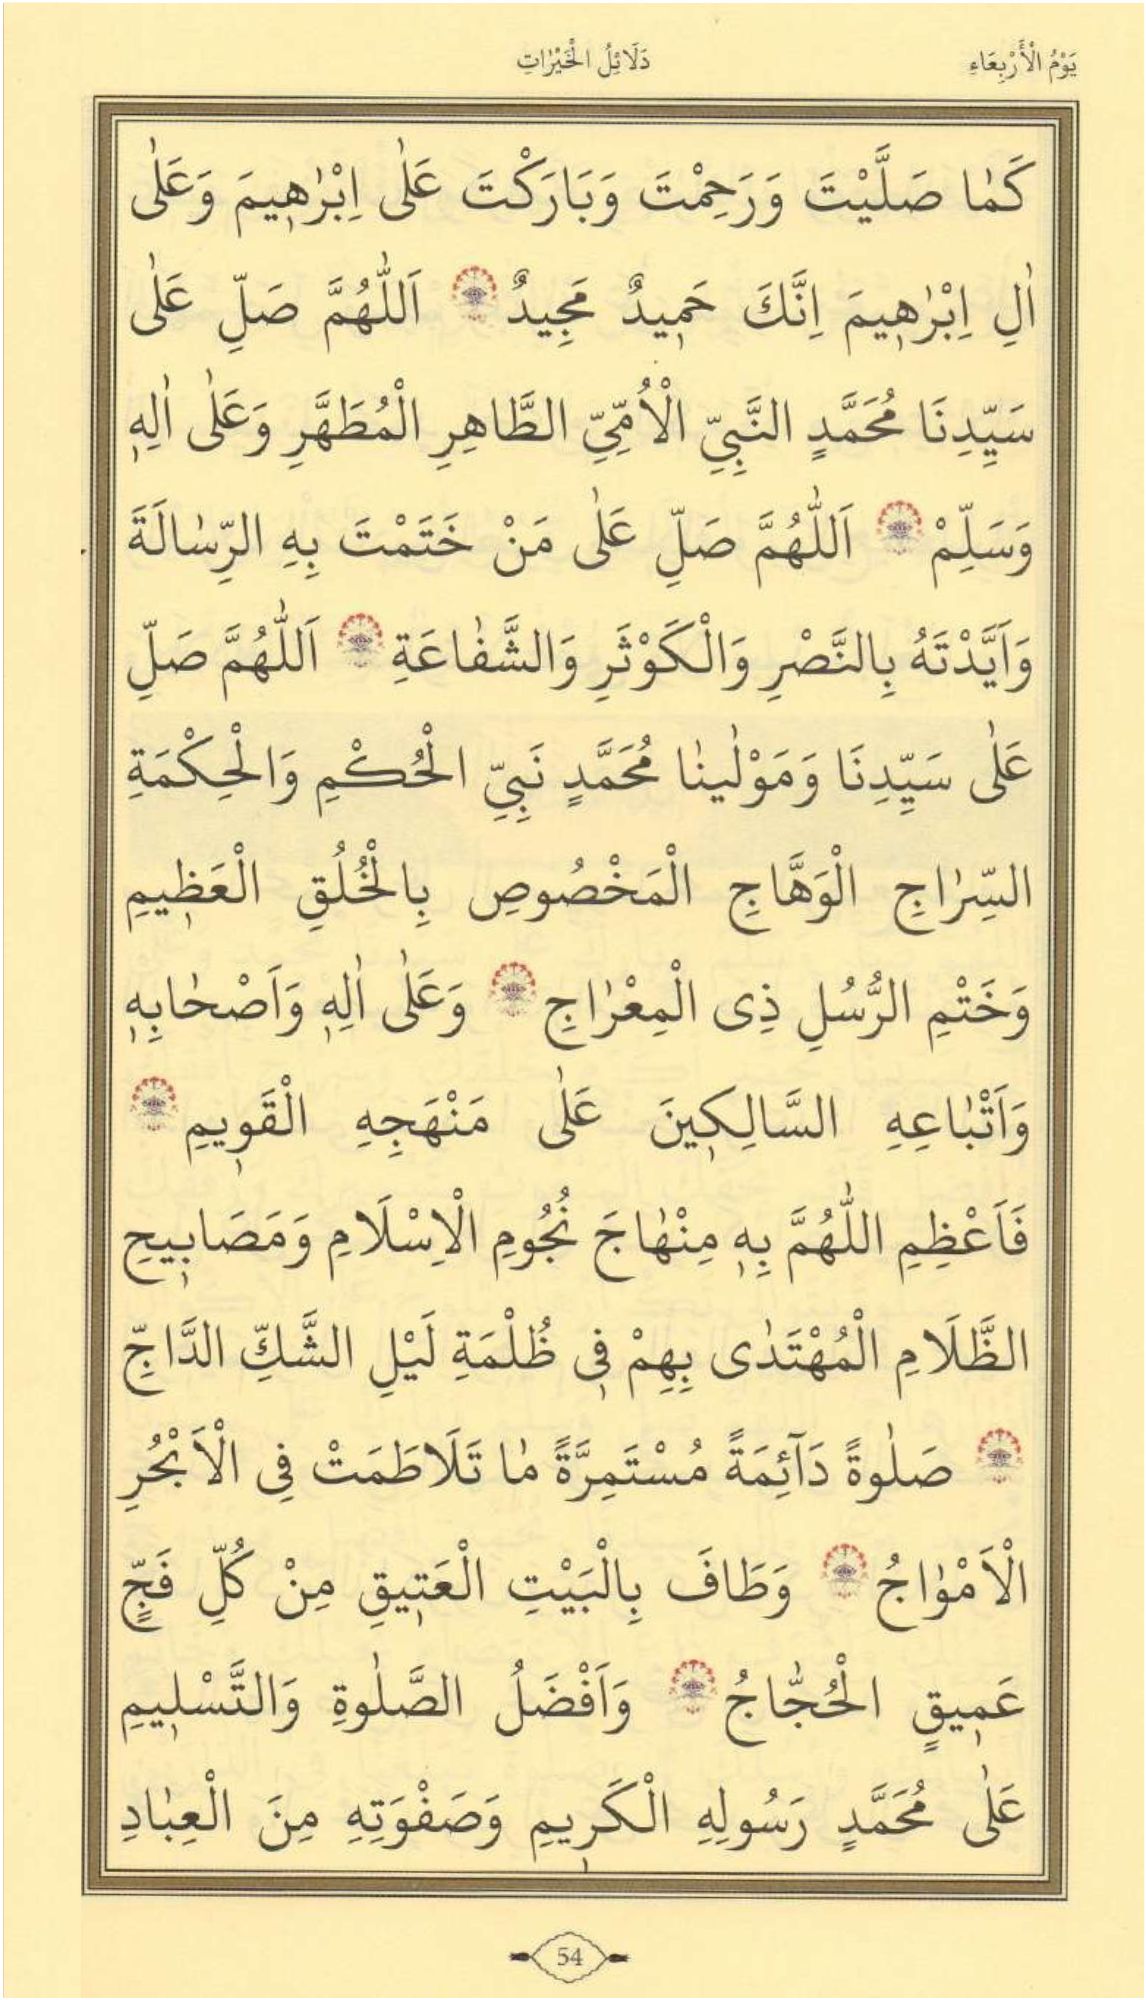 يَوْمُ الْأَرْبِعَاءِ
دَلَائِلُ الْخَيْرَاتِ
كَمٰا صَلَّيْتَ وَرَحِمْتَ وَبَارَكْتَ عَلٰى اِبْرٰهٖيمَ وَعَلٰى
اٰلِ اِبْرٰهٖيمَ اِنَّكَ حَمٖيدٌ مَجِيدٌ اَللّٰهُمَّ صَلِّ عَلٰى
سَيِّدِنَا مُحَمَّدٍ النَّبِيِّ الْاُمِّيِّ الطَّاهِرِ الْمُطَهَّرِ وَعَلٰى اٰلِهٖ
وَسَلِّمْ اَللّٰهُمَّ صَلِّ عَلٰى مَنْ خَتَمْتَ بِهِ الرِّسٰالَةَ
وَاَيَّدْتَهُ بِالنَّصْرِ وَالْكَوْثَرِ وَالشَّفٰاعَةِ اَللّٰهُمَّ صَلِّ
عَلٰى سَيِّدِنَا وَمَوْلٰينٰا مُحَمَّدٍ نَبِيِّ الْحُكْمِ وَالْحِكْمَةِ
السِّرٰاجِ الْوَهَّاجِ الْمَخْصُوصِ بِالْخُلُقِ الْعَظٖيمِ
وَخَتْمِ الرُّسُلِ ذِى الْمِعْرٰاجِ وَعَلٰى اٰلِهٖ وَاَصْحٰابِهٖ
وَاَتْبٰاعِهِ السَّالِكٖينَ عَلٰى مَنْهَجِهِ الْقَوٖيمِ
فَاَعْظِمِ اللّٰهُمَّ بِهٖ مِنْهٰاجَ نُجُومِ الْاِسْلَامِ وَمَصَابٖيحِ
الظَّلَامِ الْمُهْتَدٰى بِهِمْ فٖى ظُلْمَةِ لَيْلِ الشَّكِّ الدَّاجِّ
صَلٰوةً دَآئِمَةً مُسْتَمِرَّةً مٰا تَلَاطَمَتْ فِى الْاَبْحُرِ
الْاَمْوٰاجُ وَطَافَ بِالْبَيْتِ الْعَتٖيقِ مِنْ كُلِّ فَجٍّ
عَمٖيقٍ الْحُجّٰاجُ وَاَفْضَلُ الصَّلٰوةِ وَالتَّسْلٖيمِ
عَلٰى مُحَمَّدٍ رَسُولِهِ الْكَرٖيمِ وَصَفْوَتِهِ مِنَ الْعِبٰادِ
54